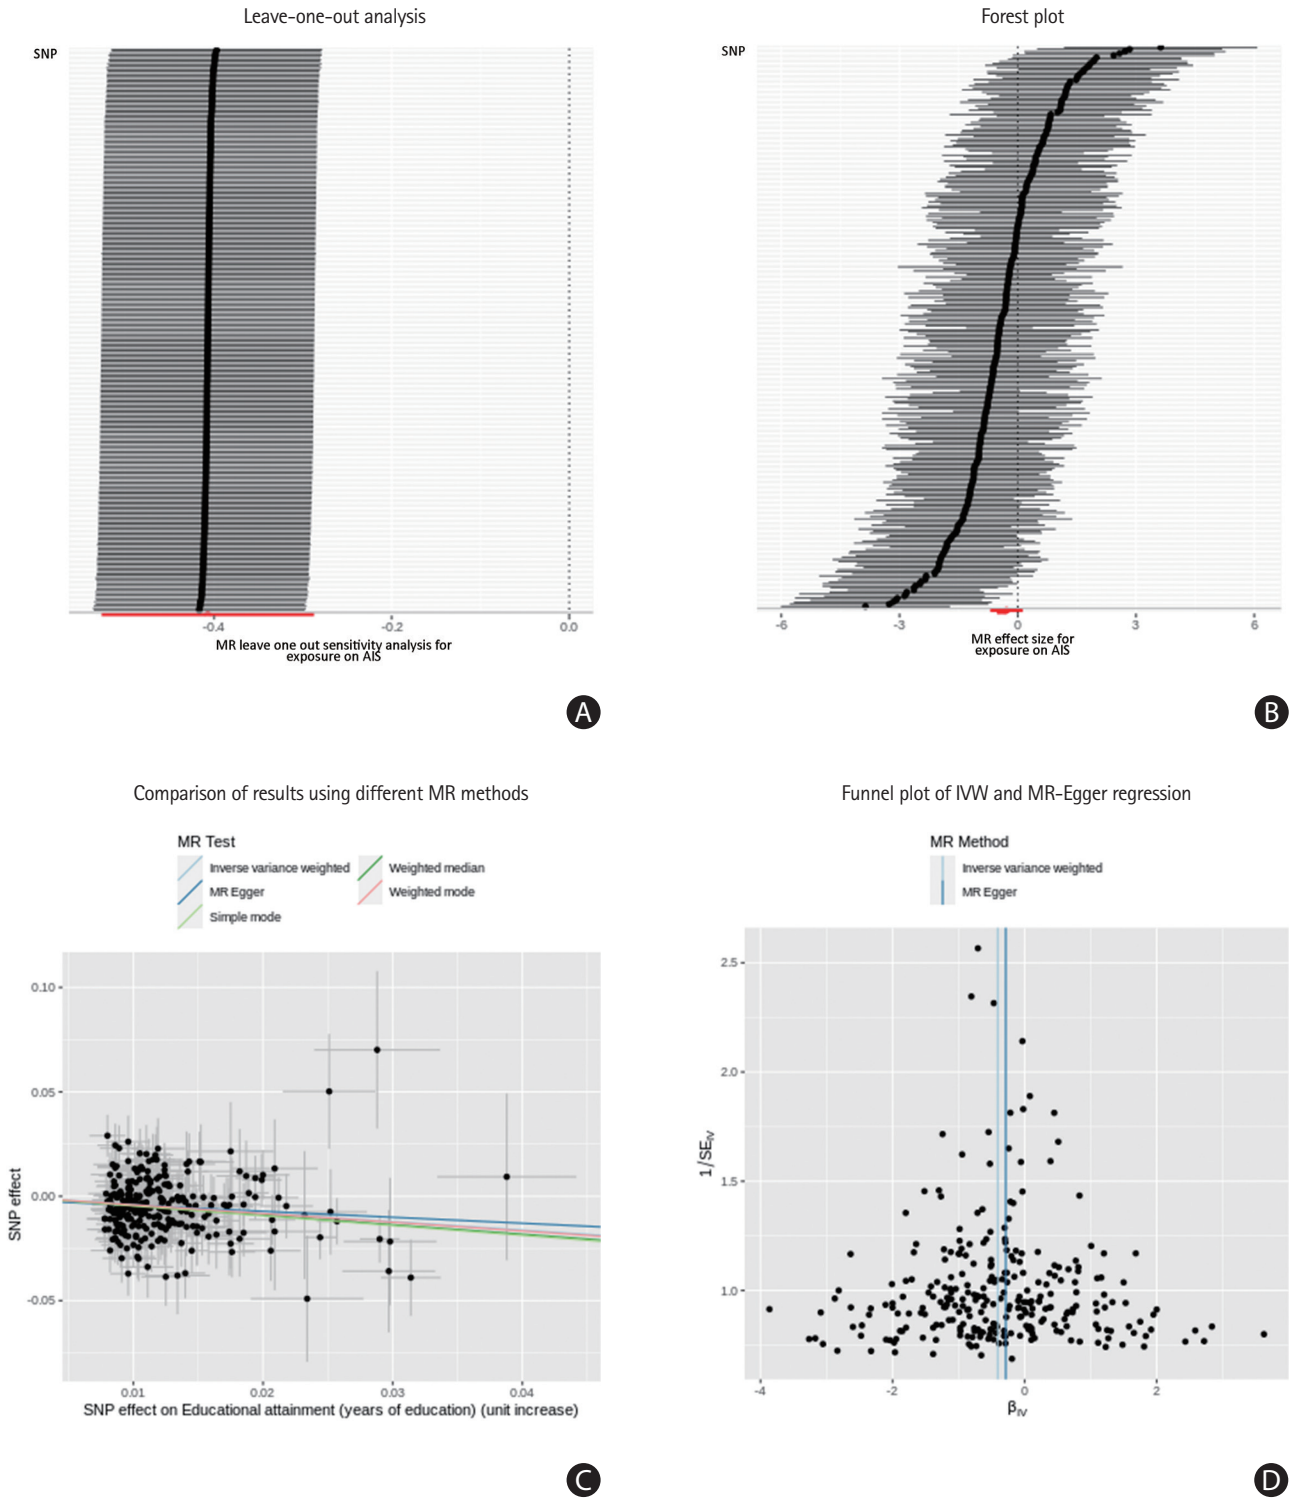 Leave-one-out analysis
SNP
-0.4
-0.2
0.0
MR leave one out sensitivity analysis for
exposure on AIS
A
Forest plot
SNP
-6
-3
0
3
6
MR effect size for
exposure on AIS
B
Comparison of results using different MR methods
MR Test
Inverse variance weighted
Weighted median
MR Egger
Weighted mode
Simple mode
SNP effect
0.10
0.05
0.00
-0.05
0.01
0.02
0.03
0.04
SNP effect on Educational attainment (years of education) (unit increase)
C
Funnel plot of IVW and MR-Egger regression
MR Method
Inverse variance weighted
MR Egger
1/SE_IV
2.5
2.0
1.5
1.0
-4
-2
0
2
β_IV
D